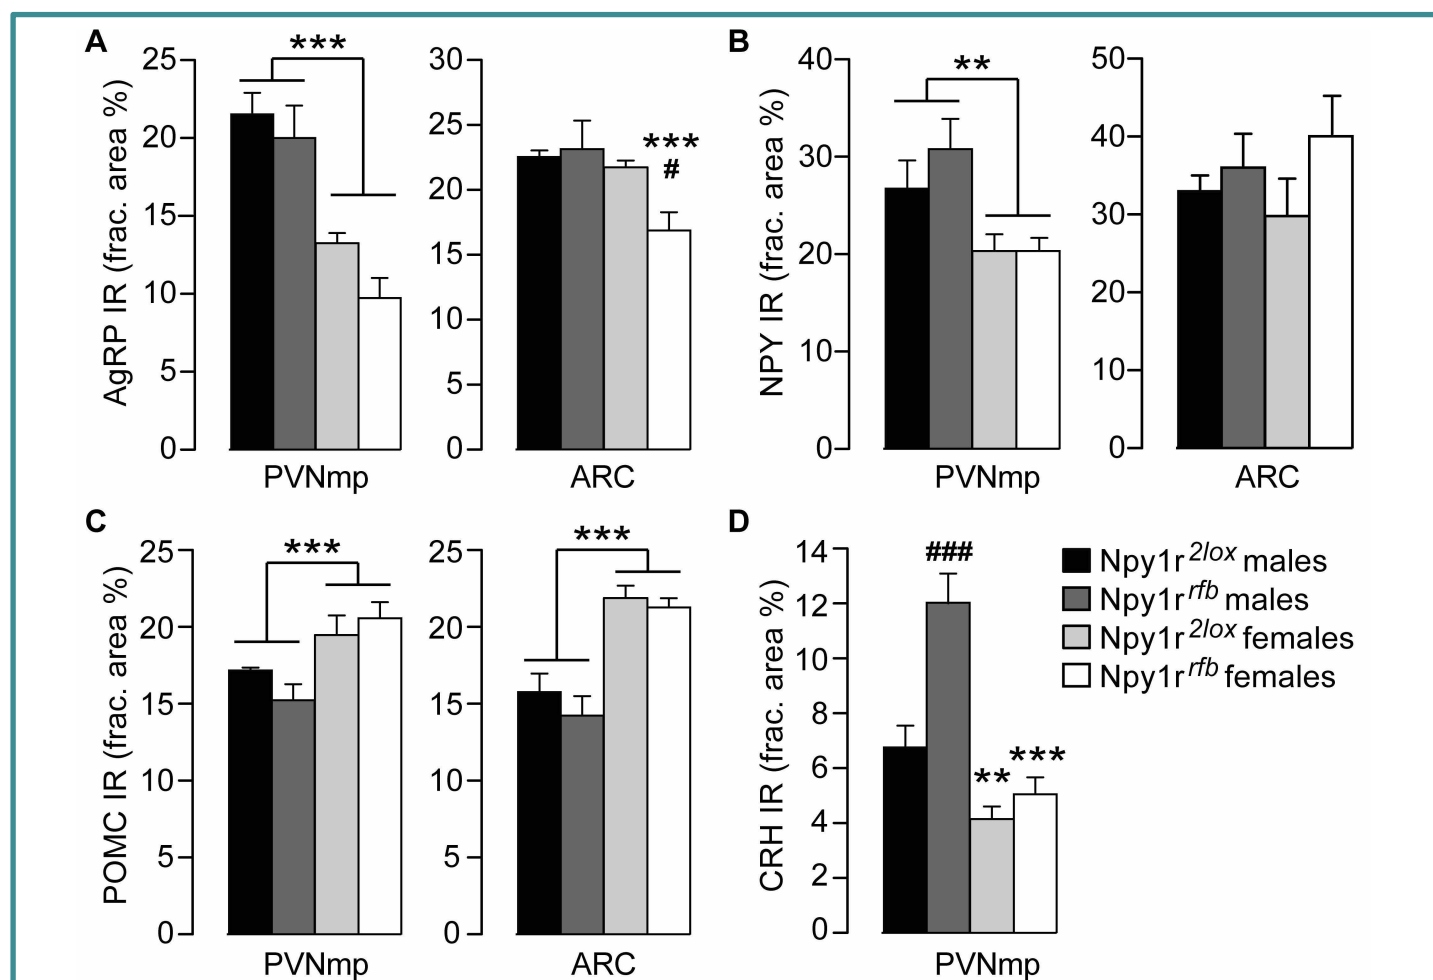 A
AgRP IR (frac. area %)
25
20
15
10
5
0
***
PVNmp
30
25
20
15
10
5
0
***
#
ARC
B
NPY IR (frac. area %)
40
30
20
10
0
**
PVNmp
50
40
30
20
10
0
ARC
C
POMC IR (frac. area %)
25
20
15
10
5
0
***
PVNmp
25
20
15
10
5
0
***
ARC
D
CRH IR (frac. area %)
14
12
10
8
6
4
2
0
###
**
***
PVNmp
Npy1r2lox males
Npy1rrfb males
Npy1r2lox females
Npy1rrfb females